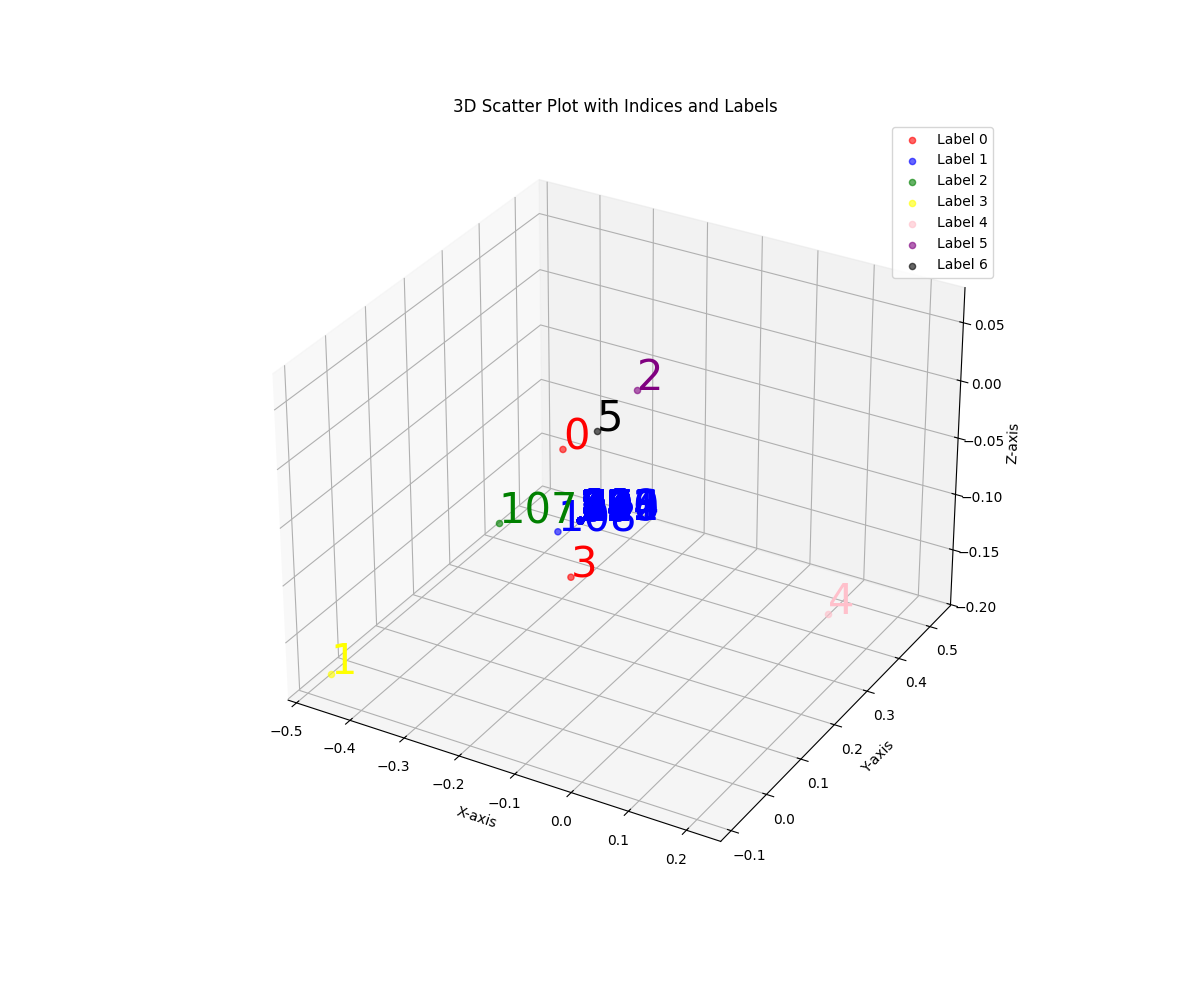 3D Scatter Plot with Indices and Labels
Label 0
Label 1
Label 2
Label 3
Label 4
Label 5
Label 6
2
5
0
107
108
3
4
1
0.05
0.00
−0.05
−0.10
−0.15
−0.20
Z-axis
0.5
0.4
0.3
0.2
0.1
0.0
−0.1
Y-axis
−0.5
−0.4
−0.3
−0.2
−0.1
0.0
0.1
0.2
X-axis